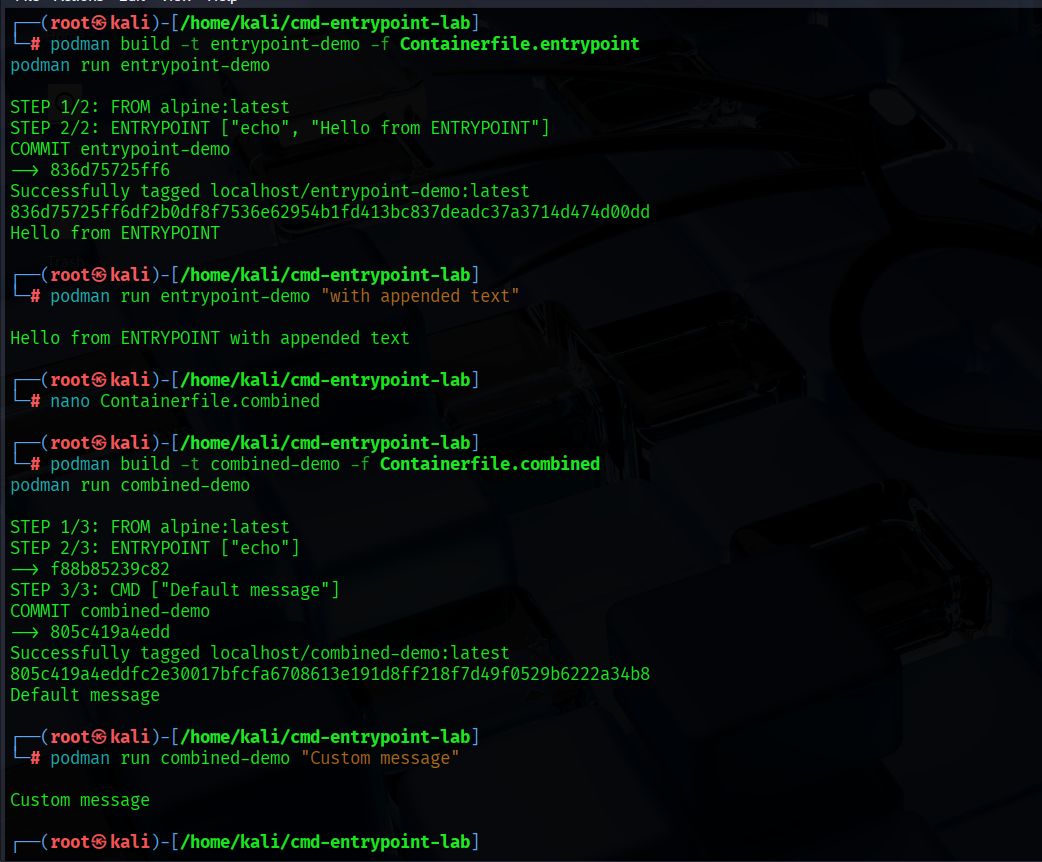 ┌──(root㉿kali)-[/home/kali/cmd-entrypoint-lab]
└─# podman build -t entrypoint-demo -f Containerfile.entrypoint
podman run entrypoint-demo
STEP 1/2: FROM alpine:latest
STEP 2/2: ENTRYPOINT ["echo", "Hello from ENTRYPOINT"]
COMMIT entrypoint-demo
--> 836d75725ff6
Successfully tagged localhost/entrypoint-demo:latest
836d75725ff6df2b0df8f7536e62954b1fd413bc837deadc37a3714d474d00dd
Hello from ENTRYPOINT
Trash
┌──(root㉿kali)-[/home/kali/cmd-entrypoint-lab]
└─# podman run entrypoint-demo "with appended text"
Hello from ENTRYPOINT with appended text
┌──(root㉿kali)-[/home/kali/cmd-entrypoint-lab]
└─# nano Containerfile.combined
┌──(root㉿kali)-[/home/kali/cmd-entrypoint-lab]
└─# podman build -t combined-demo -f Containerfile.combined
podman run combined-demo
STEP 1/3: FROM alpine:latest
STEP 2/3: ENTRYPOINT ["echo"]
--> f88b85239c82
STEP 3/3: CMD ["Default message"]
COMMIT combined-demo
--> 805c419a4edd
Successfully tagged localhost/combined-demo:latest
805c419a4eddfc2e30017bfcfa6708613e191d8ff218f7d49f0529b6222a34b8
Default message
┌──(root㉿kali)-[/home/kali/cmd-entrypoint-lab]
└─# podman run combined-demo "Custom message"
Custom message
┌──(root㉿kali)-[/home/kali/cmd-entrypoint-lab]